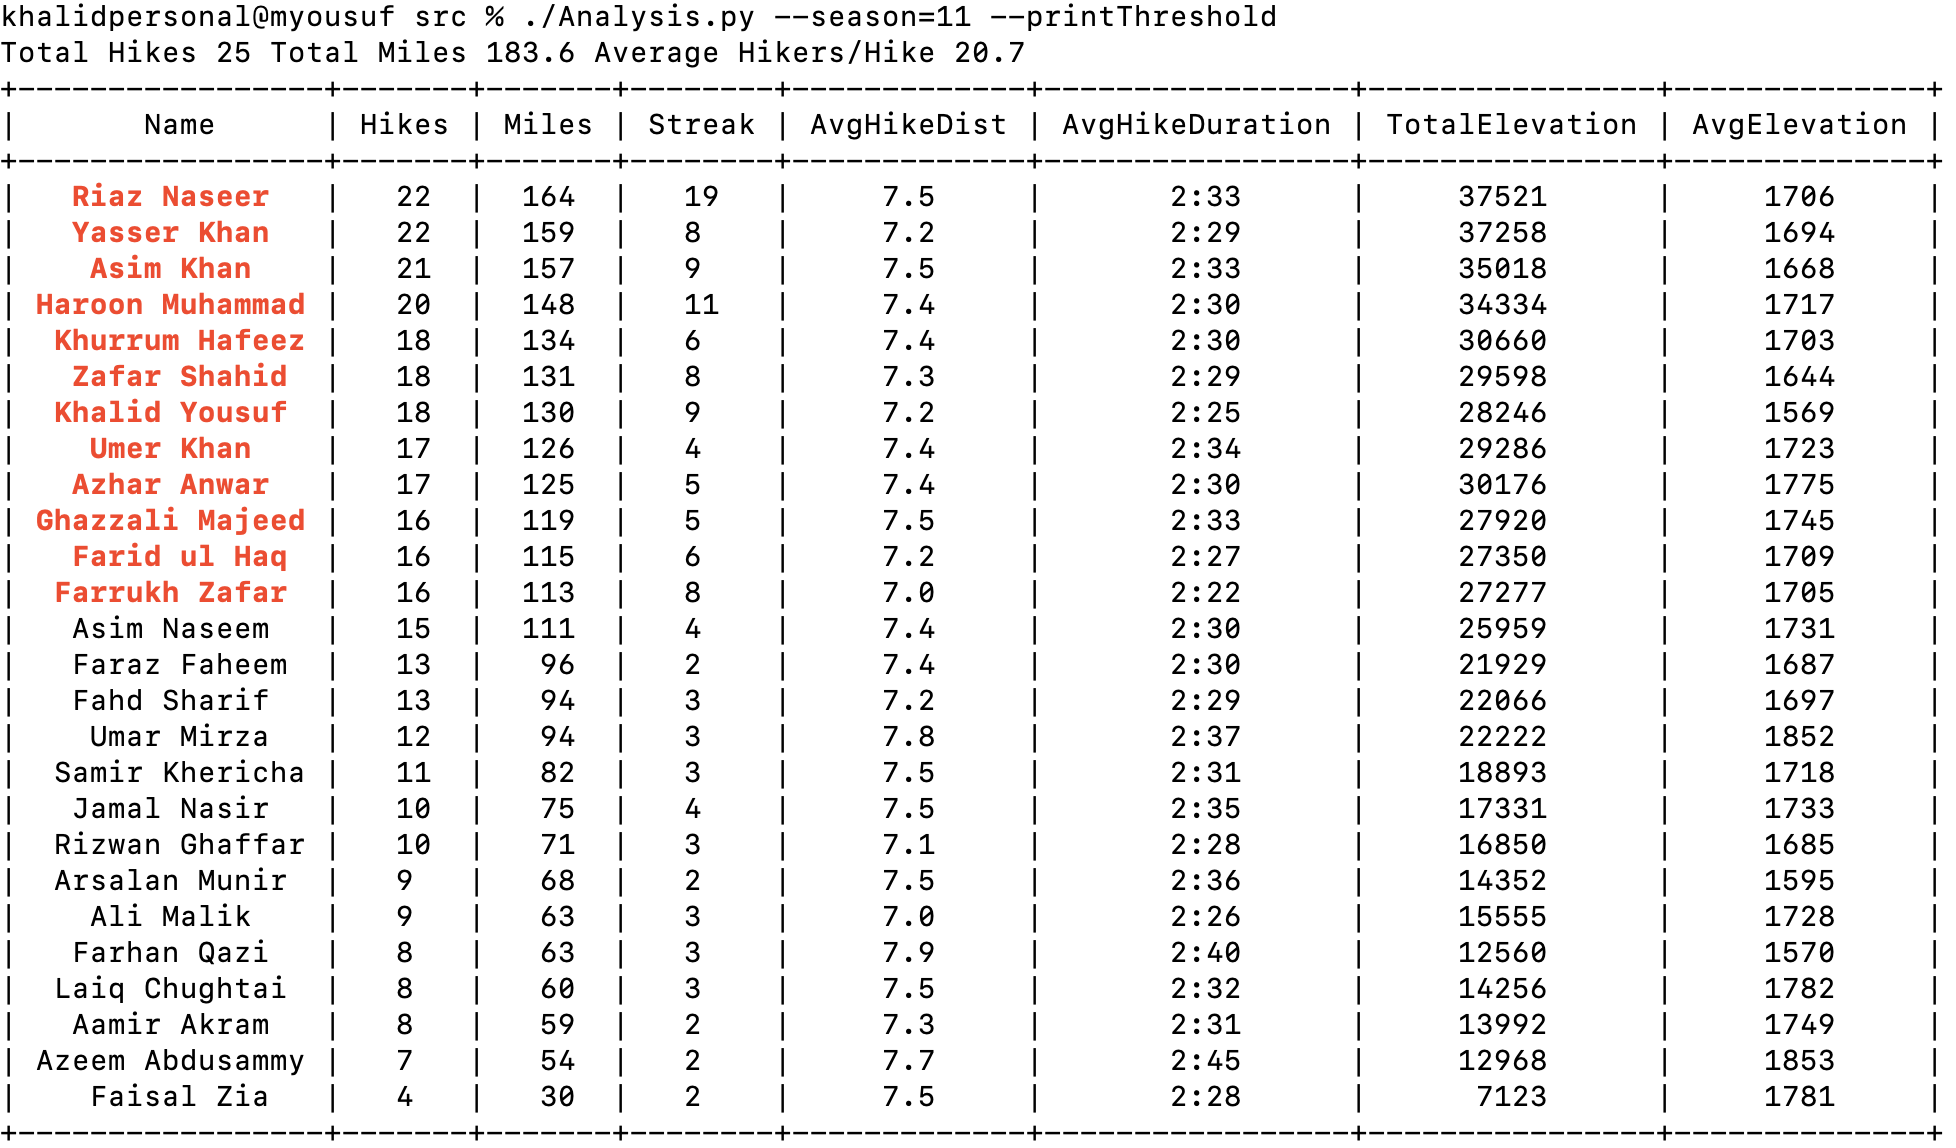 khalidpersonal@myousuf src % ./Analysis.py --season=11 --printThreshold
Total Hikes 25 Total Miles 183.6 Average Hikers/Hike 20.7
+------------------+-------+-------+--------+-------------+-----------------+----------------+--------------+
| Name | Hikes | Miles | Streak | AvgHikeDist | AvgHikeDuration | TotalElevation | AvgElevation |
+------------------+-------+-------+--------+-------------+-----------------+----------------+--------------+
| Riaz Naseer | 22 | 164 | 19 | 7.5 | 2:33 | 37521 | 1706 |
| Yasser Khan | 22 | 159 | 8 | 7.2 | 2:29 | 37258 | 1694 |
| Asim Khan | 21 | 157 | 9 | 7.5 | 2:33 | 35018 | 1668 |
| Haroon Muhammad | 20 | 148 | 11 | 7.4 | 2:30 | 34334 | 1717 |
| Khurrum Hafeez | 18 | 134 | 6 | 7.4 | 2:30 | 30660 | 1703 |
| Zafar Shahid | 18 | 131 | 8 | 7.3 | 2:29 | 29598 | 1644 |
| Khalid Yousuf | 18 | 130 | 9 | 7.2 | 2:25 | 28246 | 1569 |
| Umer Khan | 17 | 126 | 4 | 7.4 | 2:34 | 29286 | 1723 |
| Azhar Anwar | 17 | 125 | 5 | 7.4 | 2:30 | 30176 | 1775 |
| Ghazzali Majeed | 16 | 119 | 5 | 7.5 | 2:33 | 27920 | 1745 |
| Farid ul Haq | 16 | 115 | 6 | 7.2 | 2:27 | 27350 | 1709 |
| Farrukh Zafar | 16 | 113 | 8 | 7.0 | 2:22 | 27277 | 1705 |
| Asim Naseem | 15 | 111 | 4 | 7.4 | 2:30 | 25959 | 1731 |
| Faraz Faheem | 13 | 96 | 2 | 7.4 | 2:30 | 21929 | 1687 |
| Fahd Sharif | 13 | 94 | 3 | 7.2 | 2:29 | 22066 | 1697 |
| Umar Mirza | 12 | 94 | 3 | 7.8 | 2:37 | 22222 | 1852 |
| Samir Khericha | 11 | 82 | 3 | 7.5 | 2:31 | 18893 | 1718 |
| Jamal Nasir | 10 | 75 | 4 | 7.5 | 2:35 | 17331 | 1733 |
| Rizwan Ghaffar | 10 | 71 | 3 | 7.1 | 2:28 | 16850 | 1685 |
| Arsalan Munir | 9 | 68 | 2 | 7.5 | 2:36 | 14352 | 1595 |
| Ali Malik | 9 | 63 | 3 | 7.0 | 2:26 | 15555 | 1728 |
| Farhan Qazi | 8 | 63 | 3 | 7.9 | 2:40 | 12560 | 1570 |
| Laiq Chughtai | 8 | 60 | 3 | 7.5 | 2:32 | 14256 | 1782 |
| Aamir Akram | 8 | 59 | 2 | 7.3 | 2:31 | 13992 | 1749 |
| Azeem Abdusammy | 7 | 54 | 2 | 7.7 | 2:45 | 12968 | 1853 |
| Faisal Zia | 4 | 30 | 2 | 7.5 | 2:28 | 7123 | 1781 |
+------------------+-------+-------+--------+-------------+-----------------+----------------+--------------+